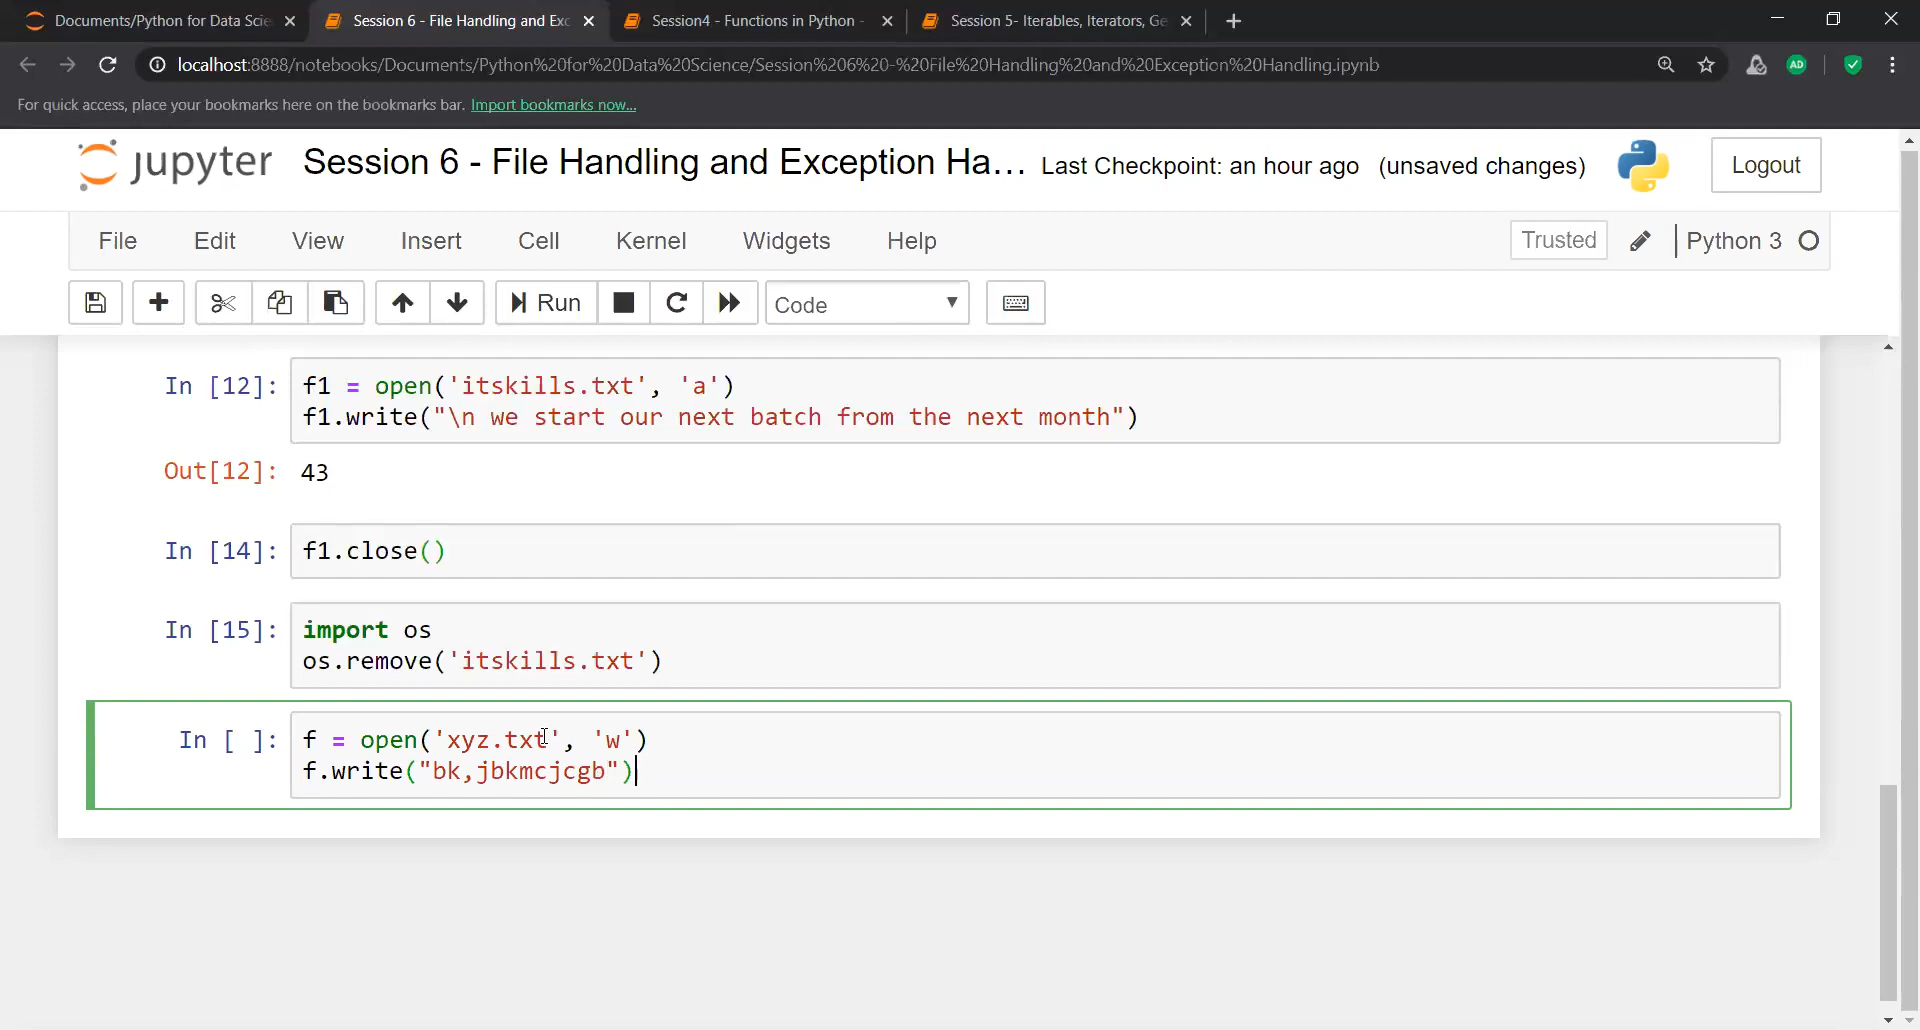 Documents/Python for Data Scie
Session 6 - File Handling and Exc
Session4 - Functions in Python -
Session 5- Iterables, Iterators, Ge
localhost:8888/notebooks/Documents/Python%20for%20Data%20Science/Session%206%20-%20File%20Handling%20and%20Exception%20Handling.ipynb
AD
For quick access, place your bookmarks here on the bookmarks bar. Import bookmarks now...
jupyter Session 6 - File Handling and Exception Ha... Last Checkpoint: an hour ago (unsaved changes)
Logout
File Edit View Insert Cell Kernel Widgets Help
Trusted
Python 3
Run
Code
In [12]: f1 = open('itskills.txt', 'a')
f1.write("\n we start our next batch from the next month")
Out[12]: 43
In [14]: f1.close()
In [15]: import os
os.remove('itskills.txt')
In [ ]: f = open('xyz.txt', 'w')
f.write("bk,jbkmcjcgb")